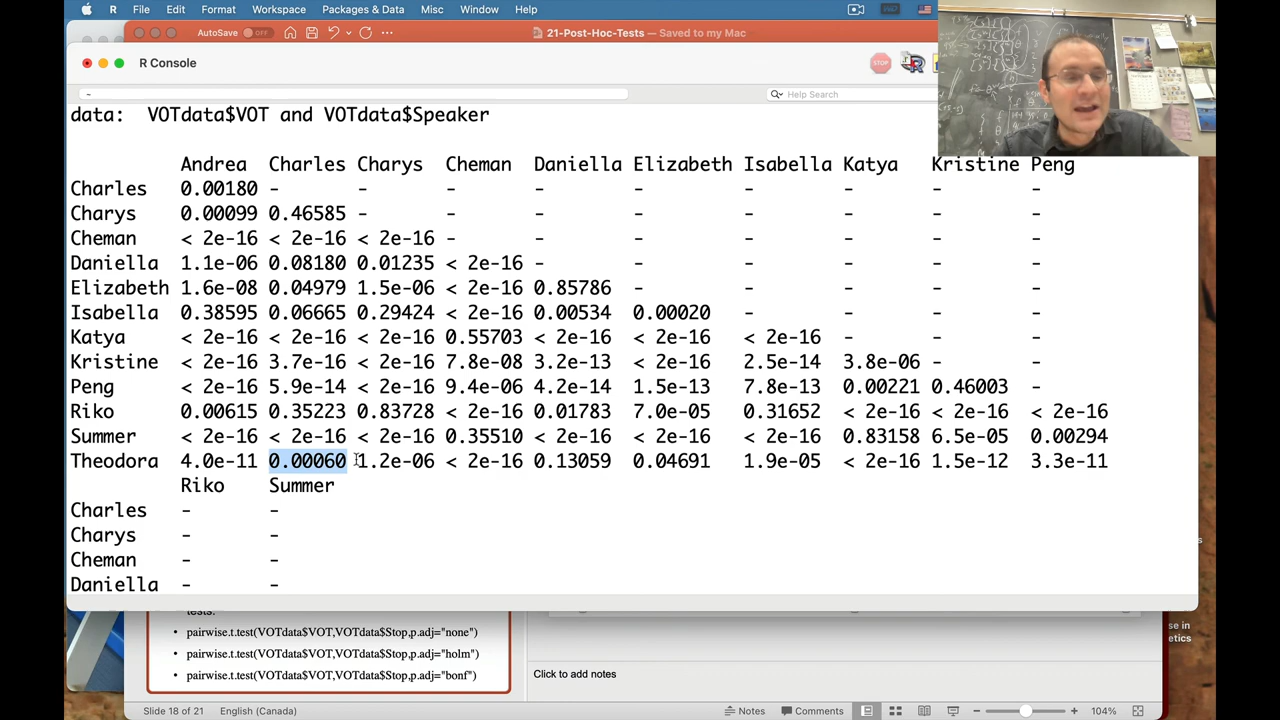 R File Edit Format Workspace Packages & Data Misc Window Help
AutoSave OFF 21-Post-Hoc-Tests — Saved to my Mac
R Console
STOP
~ Help Search
data: VOTdata$VOT and VOTdata$Speaker
Andrea Charles Charys Cheman Daniella Elizabeth Isabella Katya Kristine Peng
Charles 0.00180 - - - - - - - - -
Charys 0.00099 0.46585 - - - - - - - -
Cheman < 2e-16 < 2e-16 < 2e-16 - - - - - - -
Daniella 1.1e-06 0.08180 0.01235 < 2e-16 - - - - - -
Elizabeth 1.6e-08 0.04979 1.5e-06 < 2e-16 0.85786 - - - - -
Isabella 0.38595 0.06665 0.29424 < 2e-16 0.00534 0.00020 - - - -
Katya < 2e-16 < 2e-16 < 2e-16 0.55703 < 2e-16 < 2e-16 < 2e-16 - - -
Kristine < 2e-16 3.7e-16 < 2e-16 7.8e-08 3.2e-13 < 2e-16 2.5e-14 3.8e-06 - -
Peng < 2e-16 5.9e-14 < 2e-16 9.4e-06 4.2e-14 1.5e-13 7.8e-13 0.00221 0.46003 -
Riko 0.00615 0.35223 0.83728 < 2e-16 0.01783 7.0e-05 0.31652 < 2e-16 < 2e-16 < 2e-16
Summer < 2e-16 < 2e-16 < 2e-16 0.35510 < 2e-16 < 2e-16 < 2e-16 0.83158 6.5e-05 0.00294
Theodora 4.0e-11 0.00060 1.2e-06 < 2e-16 0.13059 0.04691 1.9e-05 < 2e-16 1.5e-12 3.3e-11
Riko Summer
Charles - -
Charys - -
Cheman - -
Daniella - -
tests:
• pairwise.t.test(VOTdata$VOT,VOTdata$Stop,p.adj="none")
• pairwise.t.test(VOTdata$VOT,VOTdata$Stop,p.adj="holm")
• pairwise.t.test(VOTdata$VOT,VOTdata$Stop,p.adj="bonf")
se in
etics
Click to add notes
Slide 18 of 21 English (Canada) Notes Comments 104%